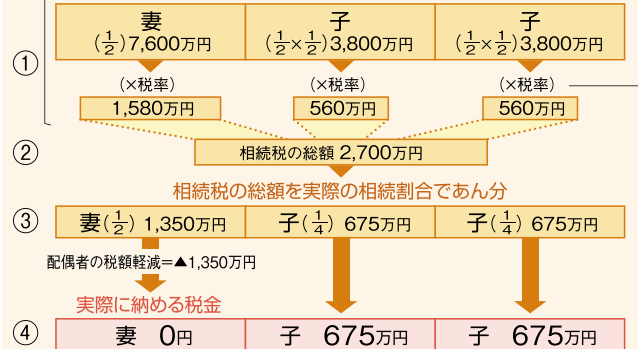 ①
妻
(1/2)7,600万円
子
(1/2×1/2)3,800万円
子
(1/2×1/2)3,800万円
(×税率)
(×税率)
(×税率)
1,580万円
560万円
560万円
②
相続税の総額 2,700万円
相続税の総額を実際の相続割合であん分
③
妻(1/2) 1,350万円
子(1/4) 675万円
子(1/4) 675万円
配偶者の税額軽減=▲1,350万円
実際に納める税金
④
妻 0円
子 675万円
子 675万円